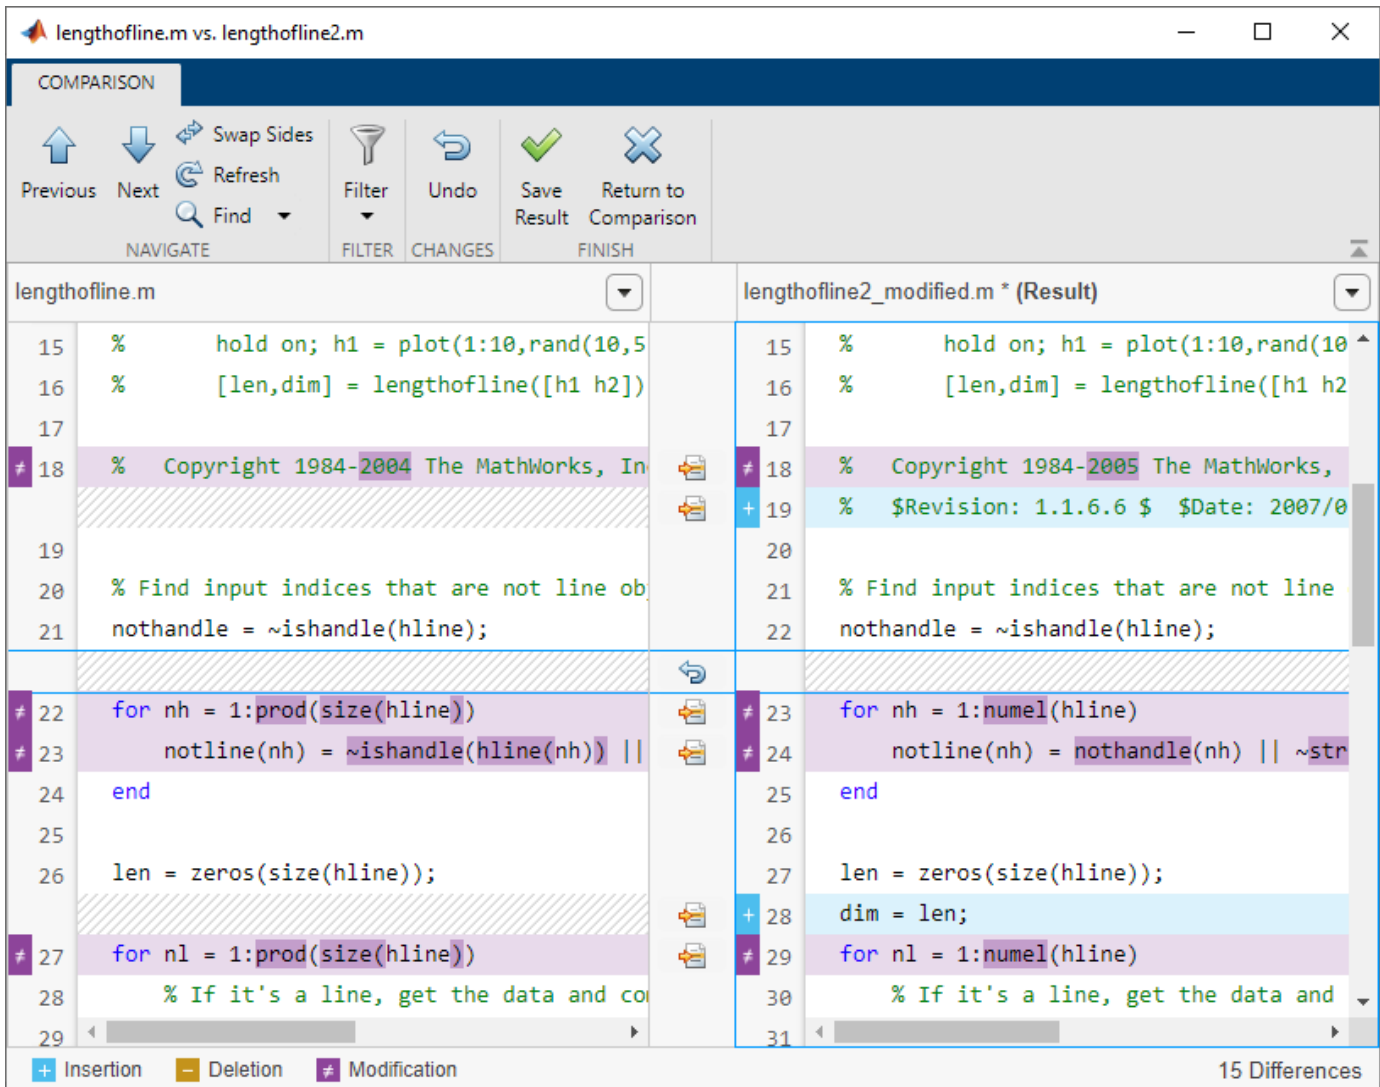 lengthofline.m vs. lengthofline2.m
COMPARISON
Previous
Next
Swap Sides
Refresh
Find
NAVIGATE
Filter
FILTER
Undo
CHANGES
Save Result
Return to Comparison
FINISH
lengthofline.m
15 % hold on; h1 = plot(1:10,rand(10,5
16 % [len,dim] = lengthofline([h1 h2])
17
≠ 18 % Copyright 1984-2004 The MathWorks, In
19
20 % Find input indices that are not line ob
21 nothandle = ~ishandle(hline);
≠ 22 for nh = 1:prod(size(hline))
≠ 23 notline(nh) = ~ishandle(hline(nh)) ||
24 end
25
26 len = zeros(size(hline));
≠ 27 for nl = 1:prod(size(hline))
28 % If it's a line, get the data and co
29
lengthofline2_modified.m * (Result)
15 % hold on; h1 = plot(1:10,rand(10
16 % [len,dim] = lengthofline([h1 h2
17
≠ 18 % Copyright 1984-2005 The MathWorks,
+ 19 % $Revision: 1.1.6.6 $ $Date: 2007/0
20
21 % Find input indices that are not line
22 nothandle = ~ishandle(hline);
≠ 23 for nh = 1:numel(hline)
≠ 24 notline(nh) = nothandle(nh) || ~str
25 end
26
27 len = zeros(size(hline));
+ 28 dim = len;
≠ 29 for nl = 1:numel(hline)
30 % If it's a line, get the data and
31
+ Insertion
− Deletion
≠ Modification
15 Differences